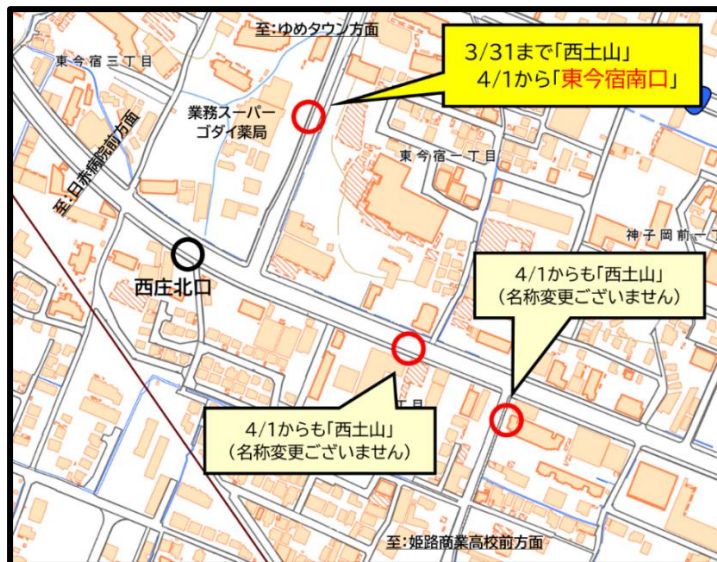 至:ゆめタウン方面
3/31まで「西土山」
4/1から「東今宿南口」
東今宿三丁目
業務スーパー
ゴダイ薬局
至:日赤病院前方面
東今宿一丁目
神子岡前一丁
西庄北口
4/1からも「西土山」
(名称変更ございません)
4/1からも「西土山」
(名称変更ございません)
丁目
至:姫路商業高校前方面